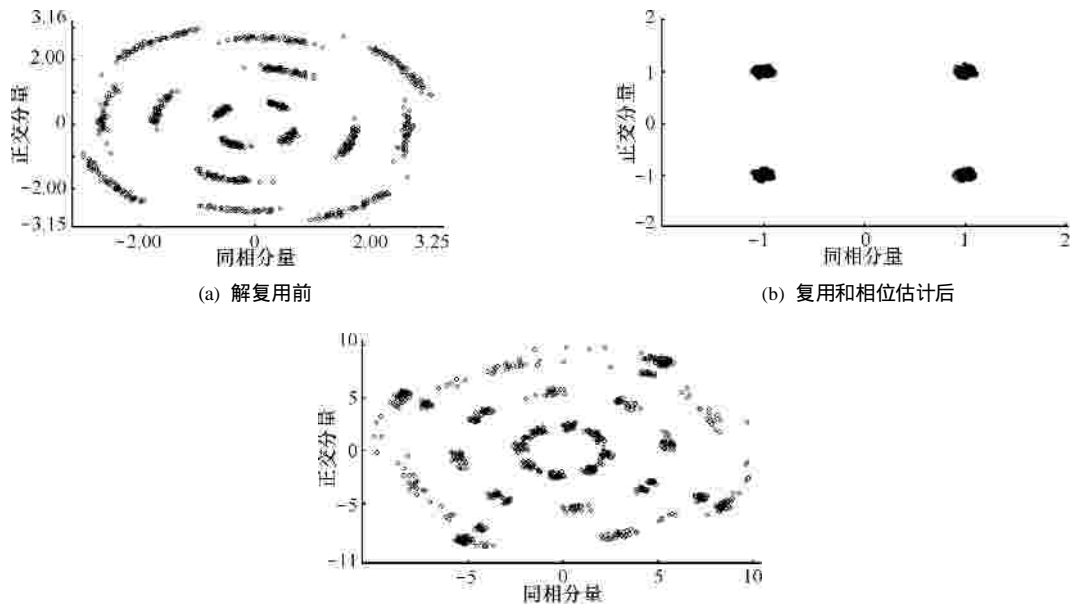 3.16
2.00
0
-2.00
-3.15
正交分量
-2.00 0 2.00 3.25
同相分量
(a) 解复用前
2
1
0
-1
-2
正交分量
-1 0 1 2
同相分量
(b) 复用和相位估计后
10
5
0
-5
-11
正交分量
-5 0 5 10
同相分量